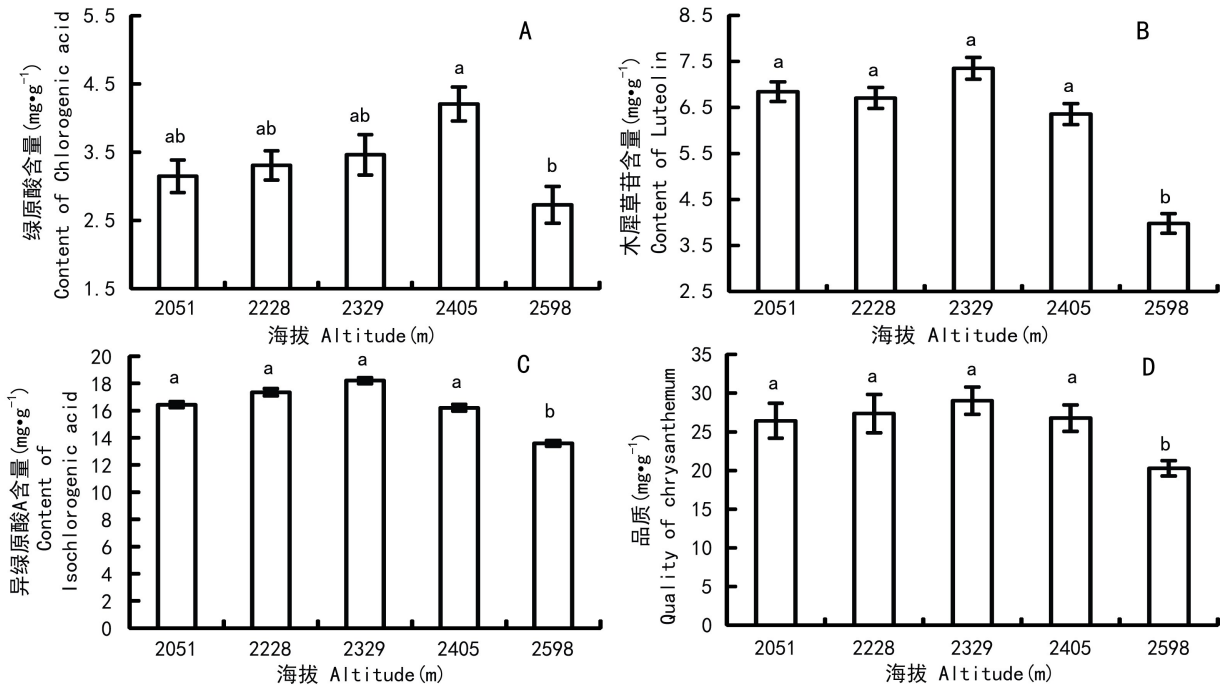 A
绿原酸含量(mg•g⁻¹)
Content of Chlorogenic acid
5.5
4.5
3.5
2.5
1.5
ab
ab
ab
a
b
2051
2228
2329
2405
2598
海拔 Altitude(m)
B
木犀草苷含量(mg•g⁻¹)
Content of Luteolin
8.5
7.5
6.5
5.5
4.5
3.5
2.5
a
a
a
a
b
2051
2228
2329
2405
2598
海拔 Altitude(m)
C
异绿原酸A含量(mg•g⁻¹)
Content of
Isochlorogenic acid
20
18
16
14
12
10
8
6
4
2
0
a
a
a
a
b
2051
2228
2329
2405
2598
海拔 Altitude(m)
D
品质(mg•g⁻¹)
Quality of chrysanthemum
35
30
25
20
15
10
5
0
a
a
a
a
b
2051
2228
2329
2405
2598
海拔 Altitude(m)